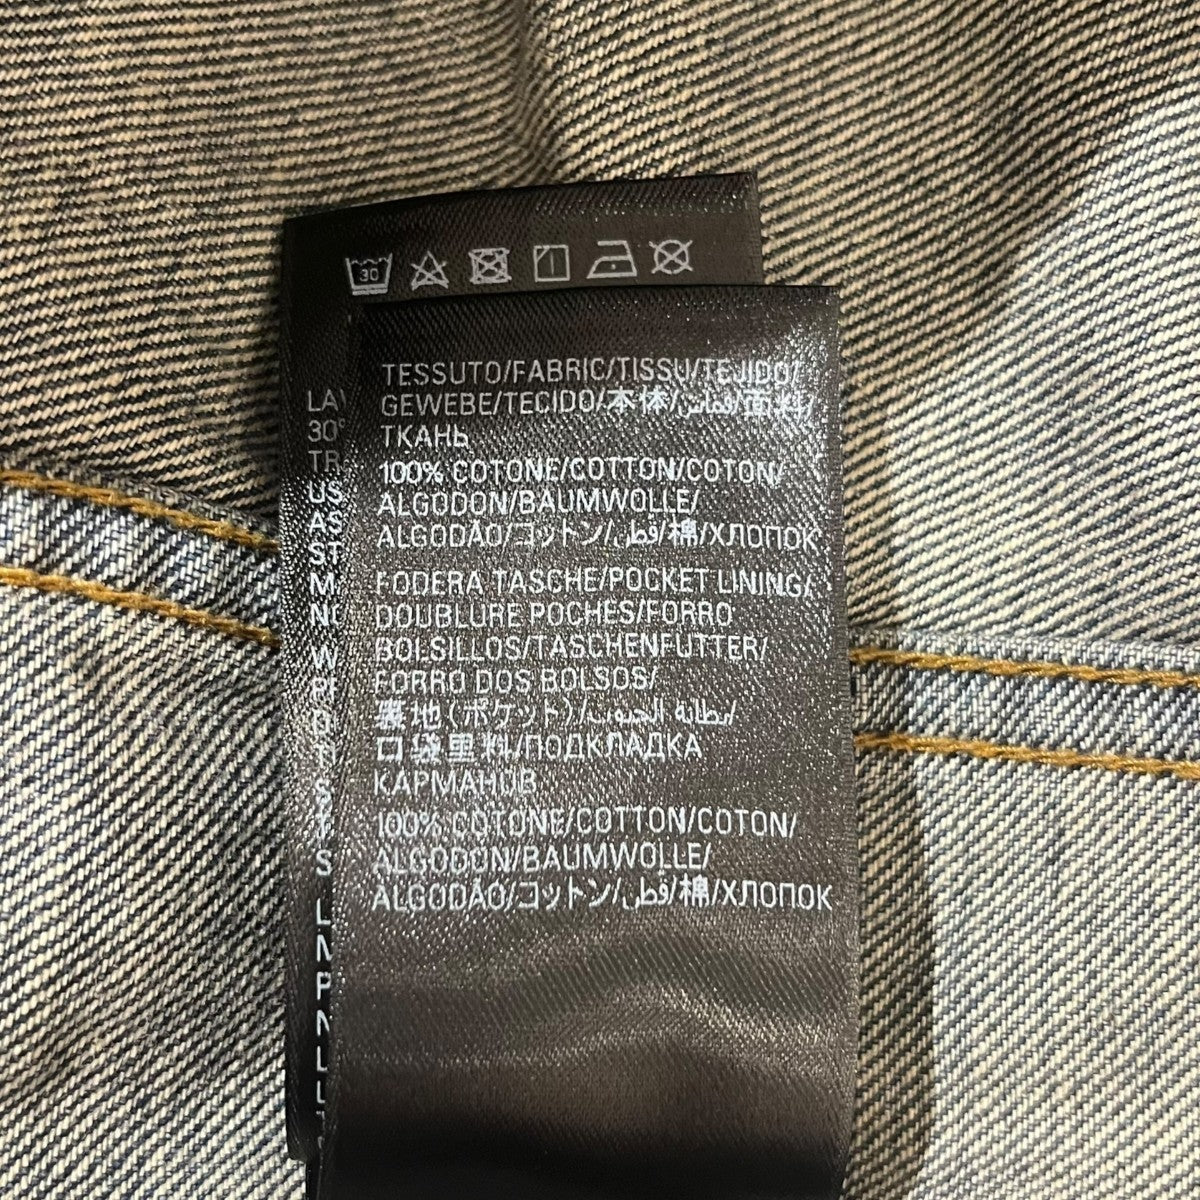 30
TESSUTO/FABRIC/TISSU/TEJIDO/
GEWEBE/TECIDO/本体/قماش/面料/
ТКАНЬ
100% COTONE/COTTON/COTON/
ALGODON/BAUMWOLLE/
ALGODÃO/コットン/قطن/棉/ХЛОПОК
FODERA TASCHE/POCKET LINING/
DOUBLURE POCHES/FORRO
BOLSILLOS/TASCHENFUTTER/
FORRO DOS BOLSOS/
裏地(ポケット)/بطانة الجيوب/
口袋里料/ПОДКЛАДКА
КАРМАНОВ
100% COTONE/COTTON/COTON/
ALGODON/BAUMWOLLE/
ALGODÃO/コットン/قطن/棉/ХЛОПОК